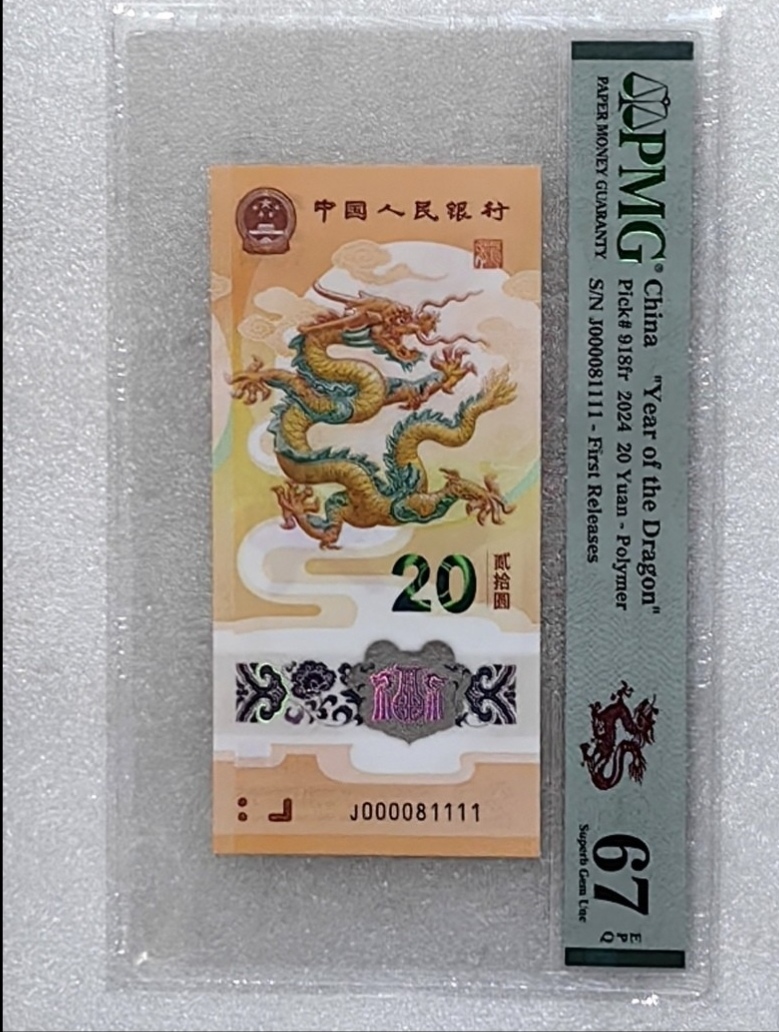 中国人民银行
20
贰拾圆
J000081111
PMG®
PAPER MONEY GUARANTY
China "Year of the Dragon"
Pick# 918fr 2024 20 Yuan - Polymer
S/N J000081111 - First Releases
67
EPQ
Superb Gem Unc